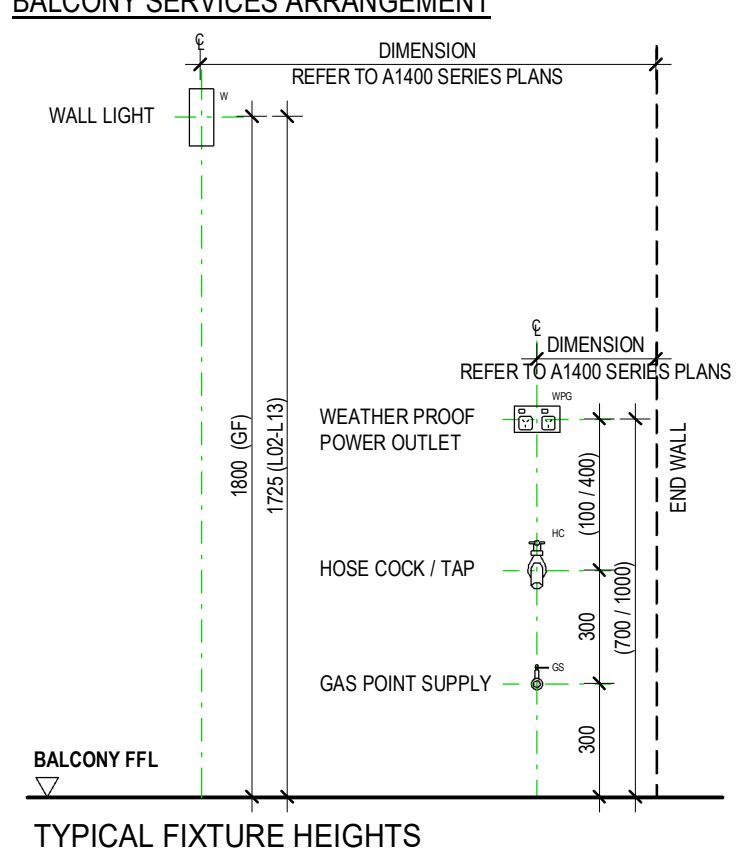 BALCONY SERVICES ARRANGEMENT
DIMENSION
REFER TO A1400 SERIES PLANS
WALL LIGHT
W
DIMENSION
REFER TO A1400 SERIES PLANS
WPG
WEATHER PROOF
POWER OUTLET
1800 (GF)
1725 (L02-L13)
(100 / 400)
END WALL
HC
HOSE COCK / TAP
300
(700 / 1000)
GS
GAS POINT SUPPLY
300
BALCONY FFL
TYPICAL FIXTURE HEIGHTS